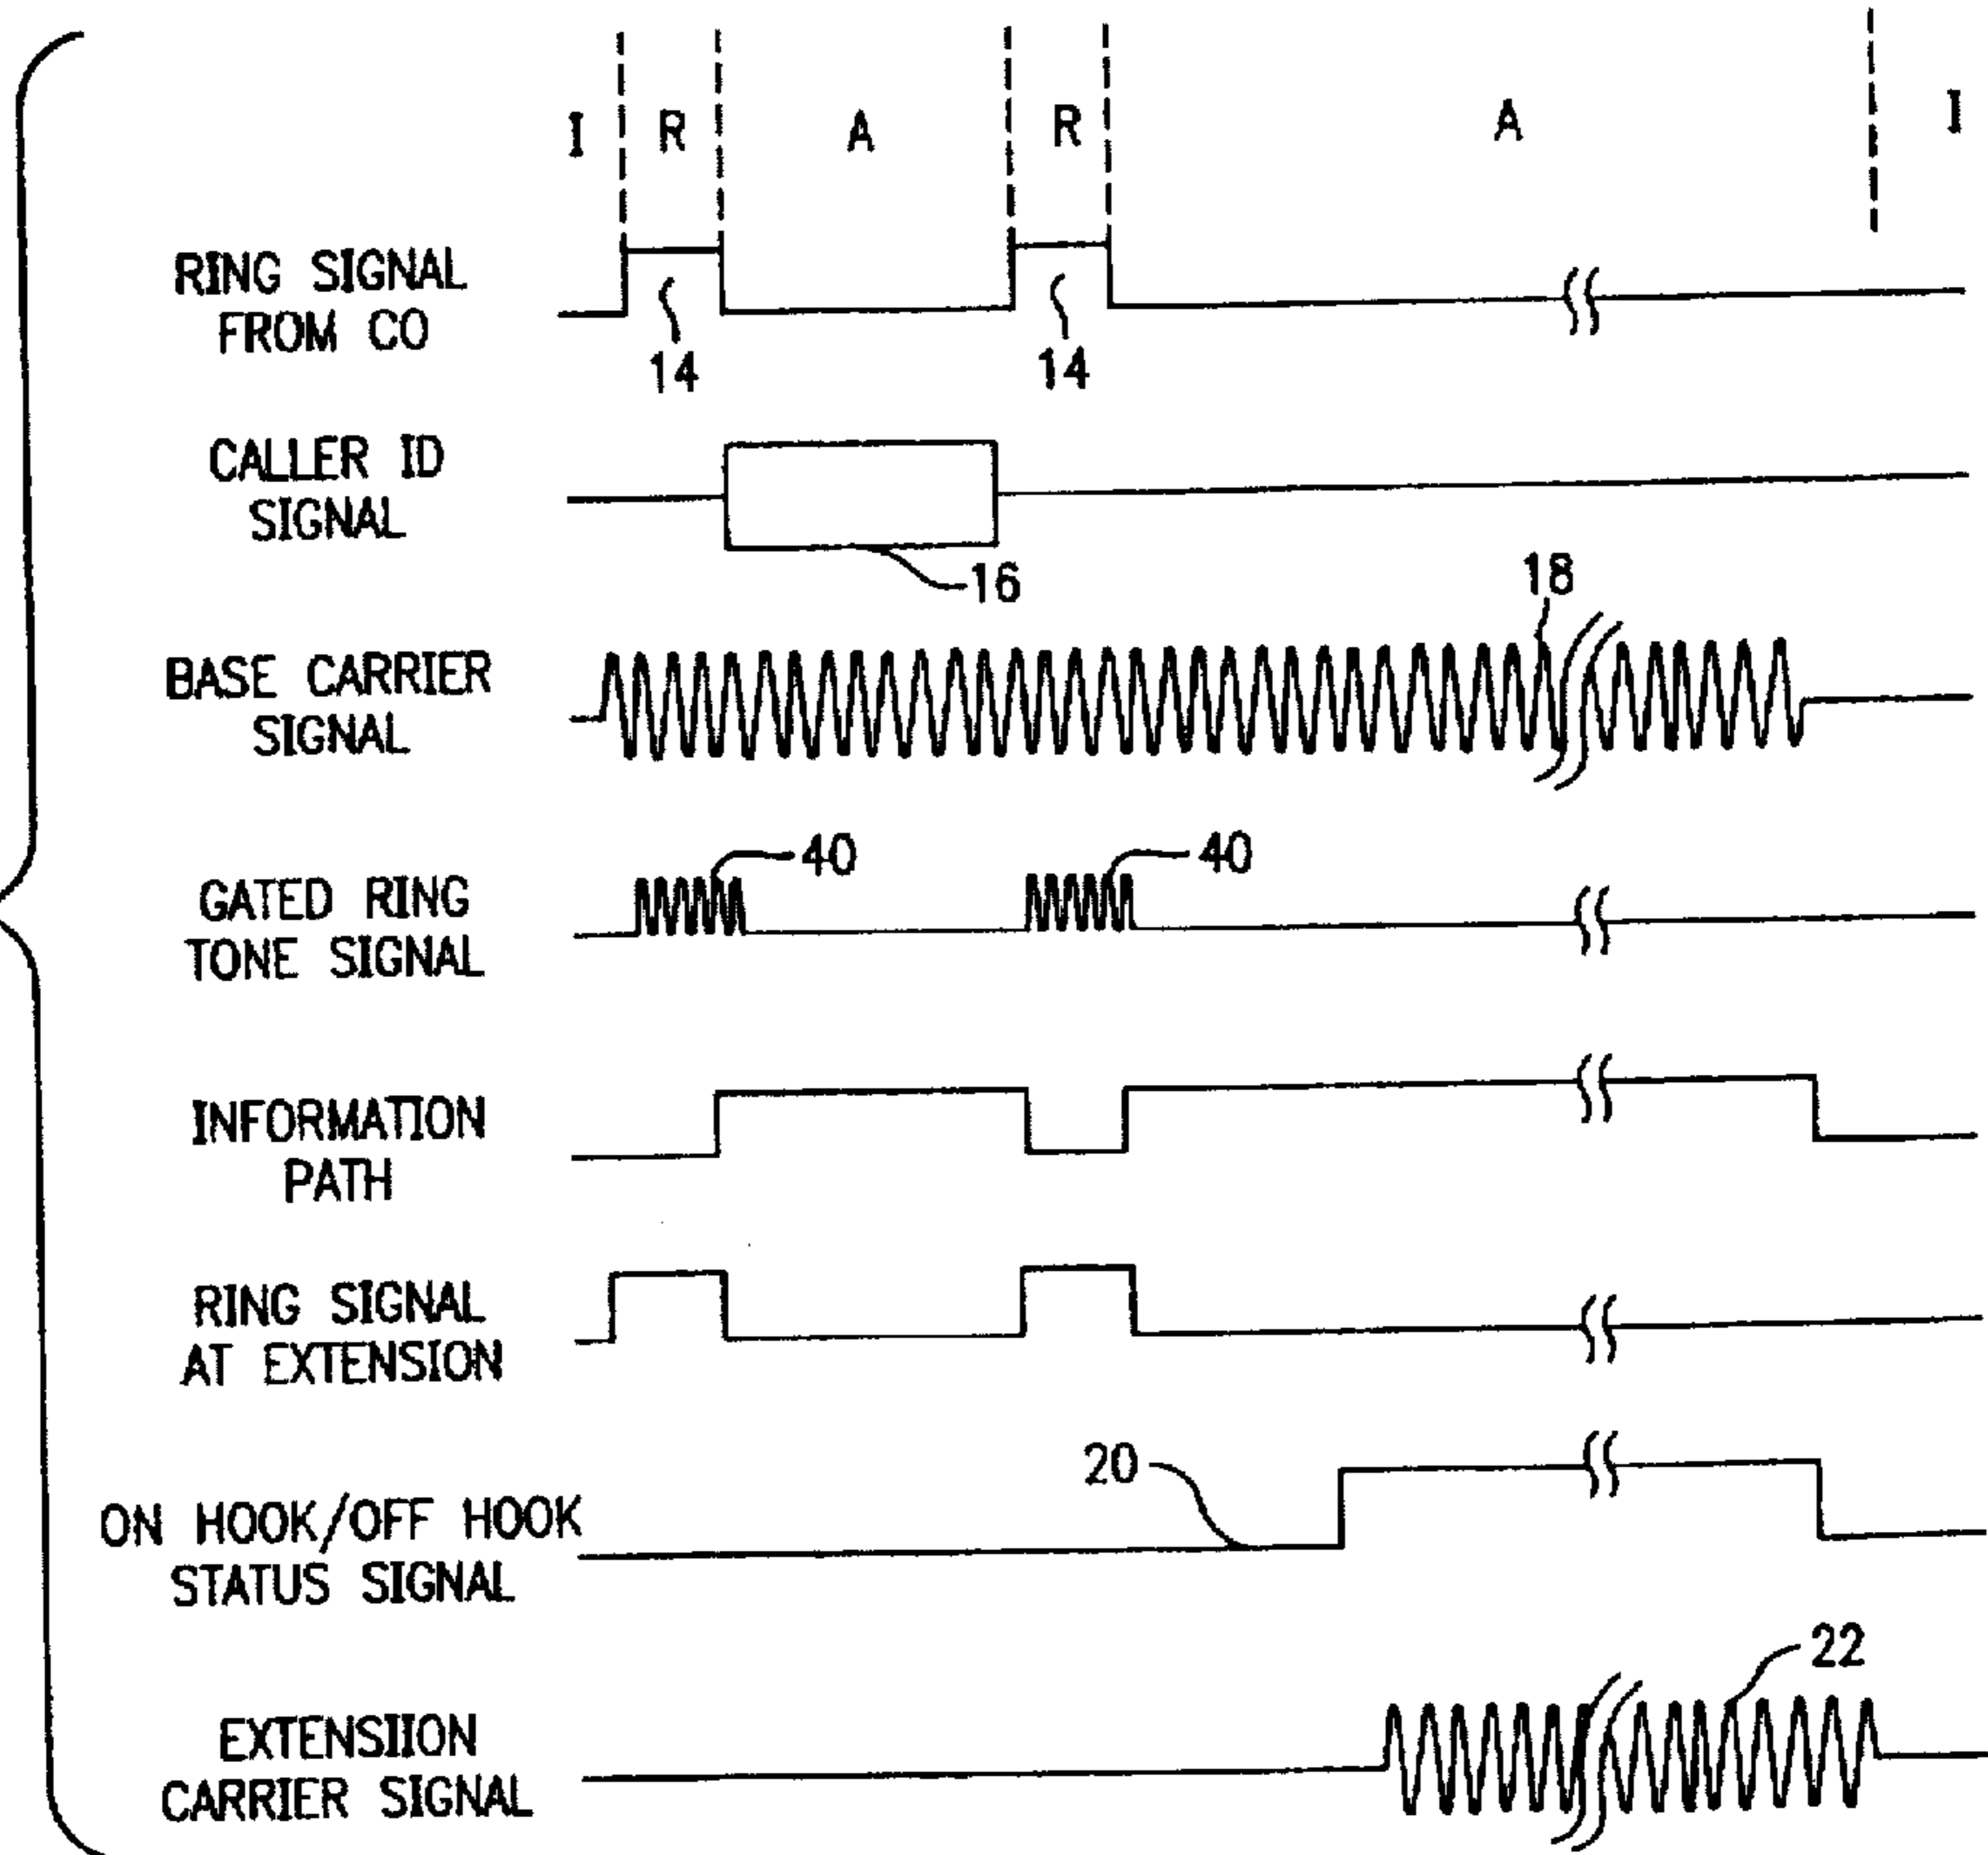 I R A R A I
RING SIGNAL
FROM CO
14 14
CALLER ID
SIGNAL
16
18
BASE CARRIER
SIGNAL
40 40
GATED RING
TONE SIGNAL
INFORMATION
PATH
RING SIGNAL
AT EXTENSION
20
ON HOOK/OFF HOOK
STATUS SIGNAL
22
EXTENSIION
CARRIER SIGNAL